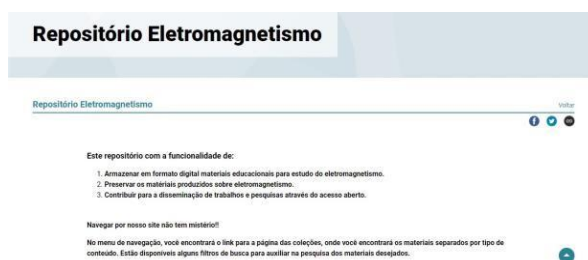 Repositório Eletromagnetismo
Repositório Eletromagnetismo
Voltar
Este repositório com a funcionalidade de:
1. Armazenar em formato digital materiais educacionais para estudo do eletromagnetismo.
2. Preservar os matériais produzidos sobre eletromagnetismo.
3. Contribuir para a disseminação de trabalhos e pesquisas através do acesso aberto.
Navegar por nosso site não tem mistério!!
No menu de navegação, você encontrará o link para a página das coleções, onde você encontrará os materiais separados por tipo de
conteúdo. Estão disponíveis alguns filtros de busca para auxiliar na pesquisa dos materiais desejados.